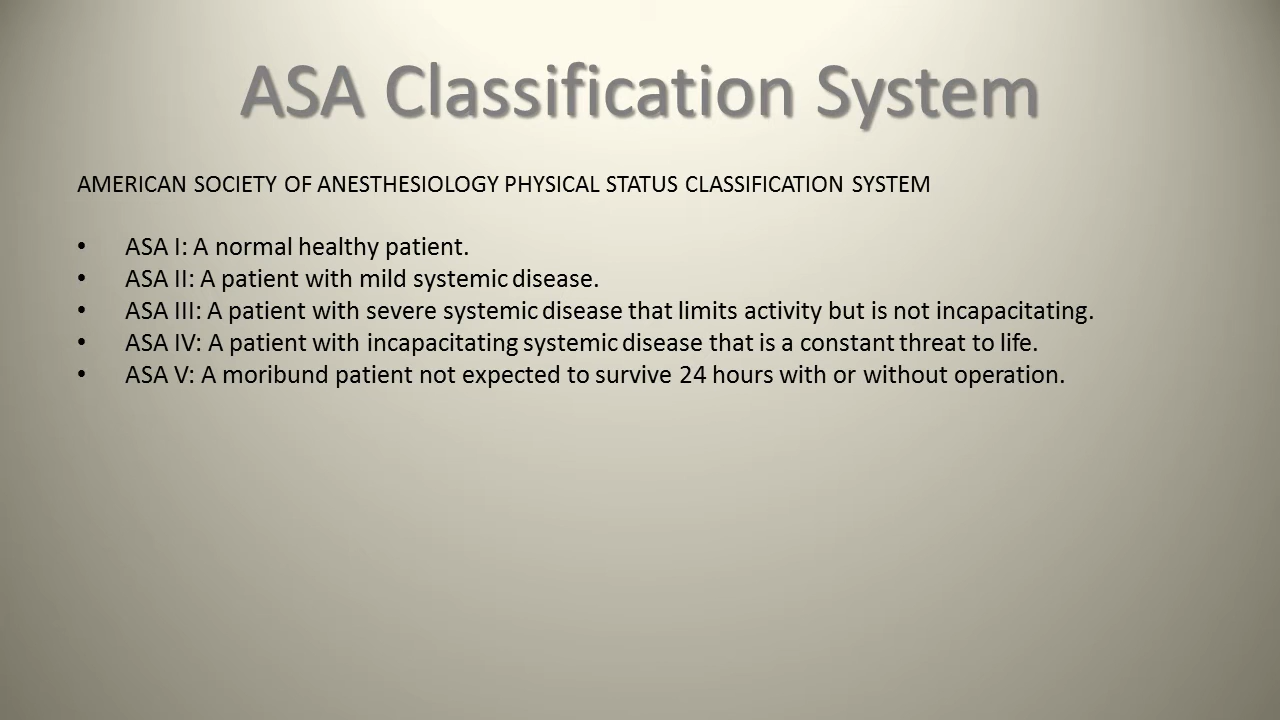 ASA Classification System
AMERICAN SOCIETY OF ANESTHESIOLOGY PHYSICAL STATUS CLASSIFICATION SYSTEM
• ASA I: A normal healthy patient.
• ASA II: A patient with mild systemic disease.
• ASA III: A patient with severe systemic disease that limits activity but is not incapacitating.
• ASA IV: A patient with incapacitating systemic disease that is a constant threat to life.
• ASA V: A moribund patient not expected to survive 24 hours with or without operation.